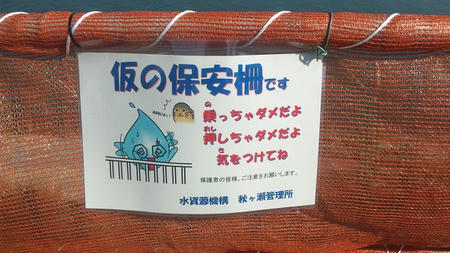 仮の保安柵です
乗っちゃダメだよ
押しちゃダメだよ
気をつけてね
保護者の皆様、ご注意をお願いします。
水資源機構 秋ヶ瀬管理所